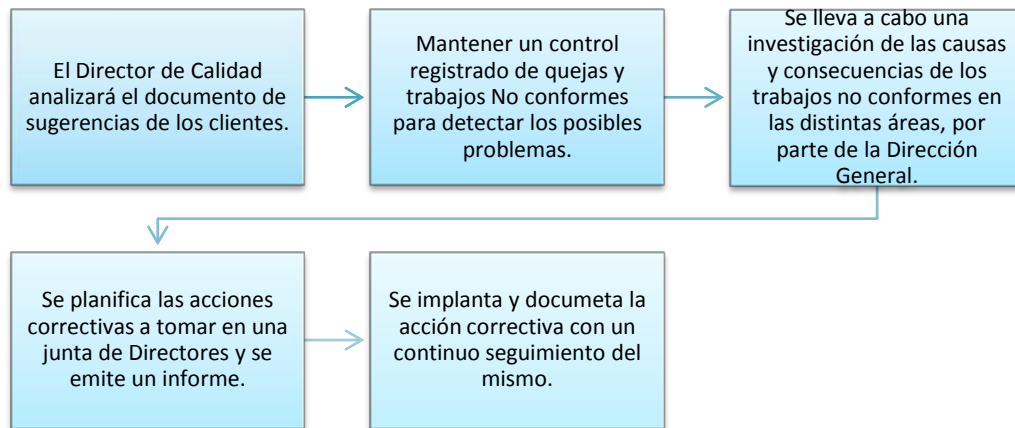 El Director de Calidad
analizará el documento de
sugerencias de los clientes.
Mantener un control
registrado de quejas y
trabajos No conformes
para detectar los posibles
problemas.
Se lleva a cabo una
investigación de las causas
y consecuencias de los
trabajos no conformes en
las distintas áreas, por
parte de la Dirección
General.
Se planifica las acciones
correctivas a tomar en una
junta de Directores y se
emite un informe.
Se implanta y documeta la
acción correctiva con un
continuo seguimiento del
mismo.